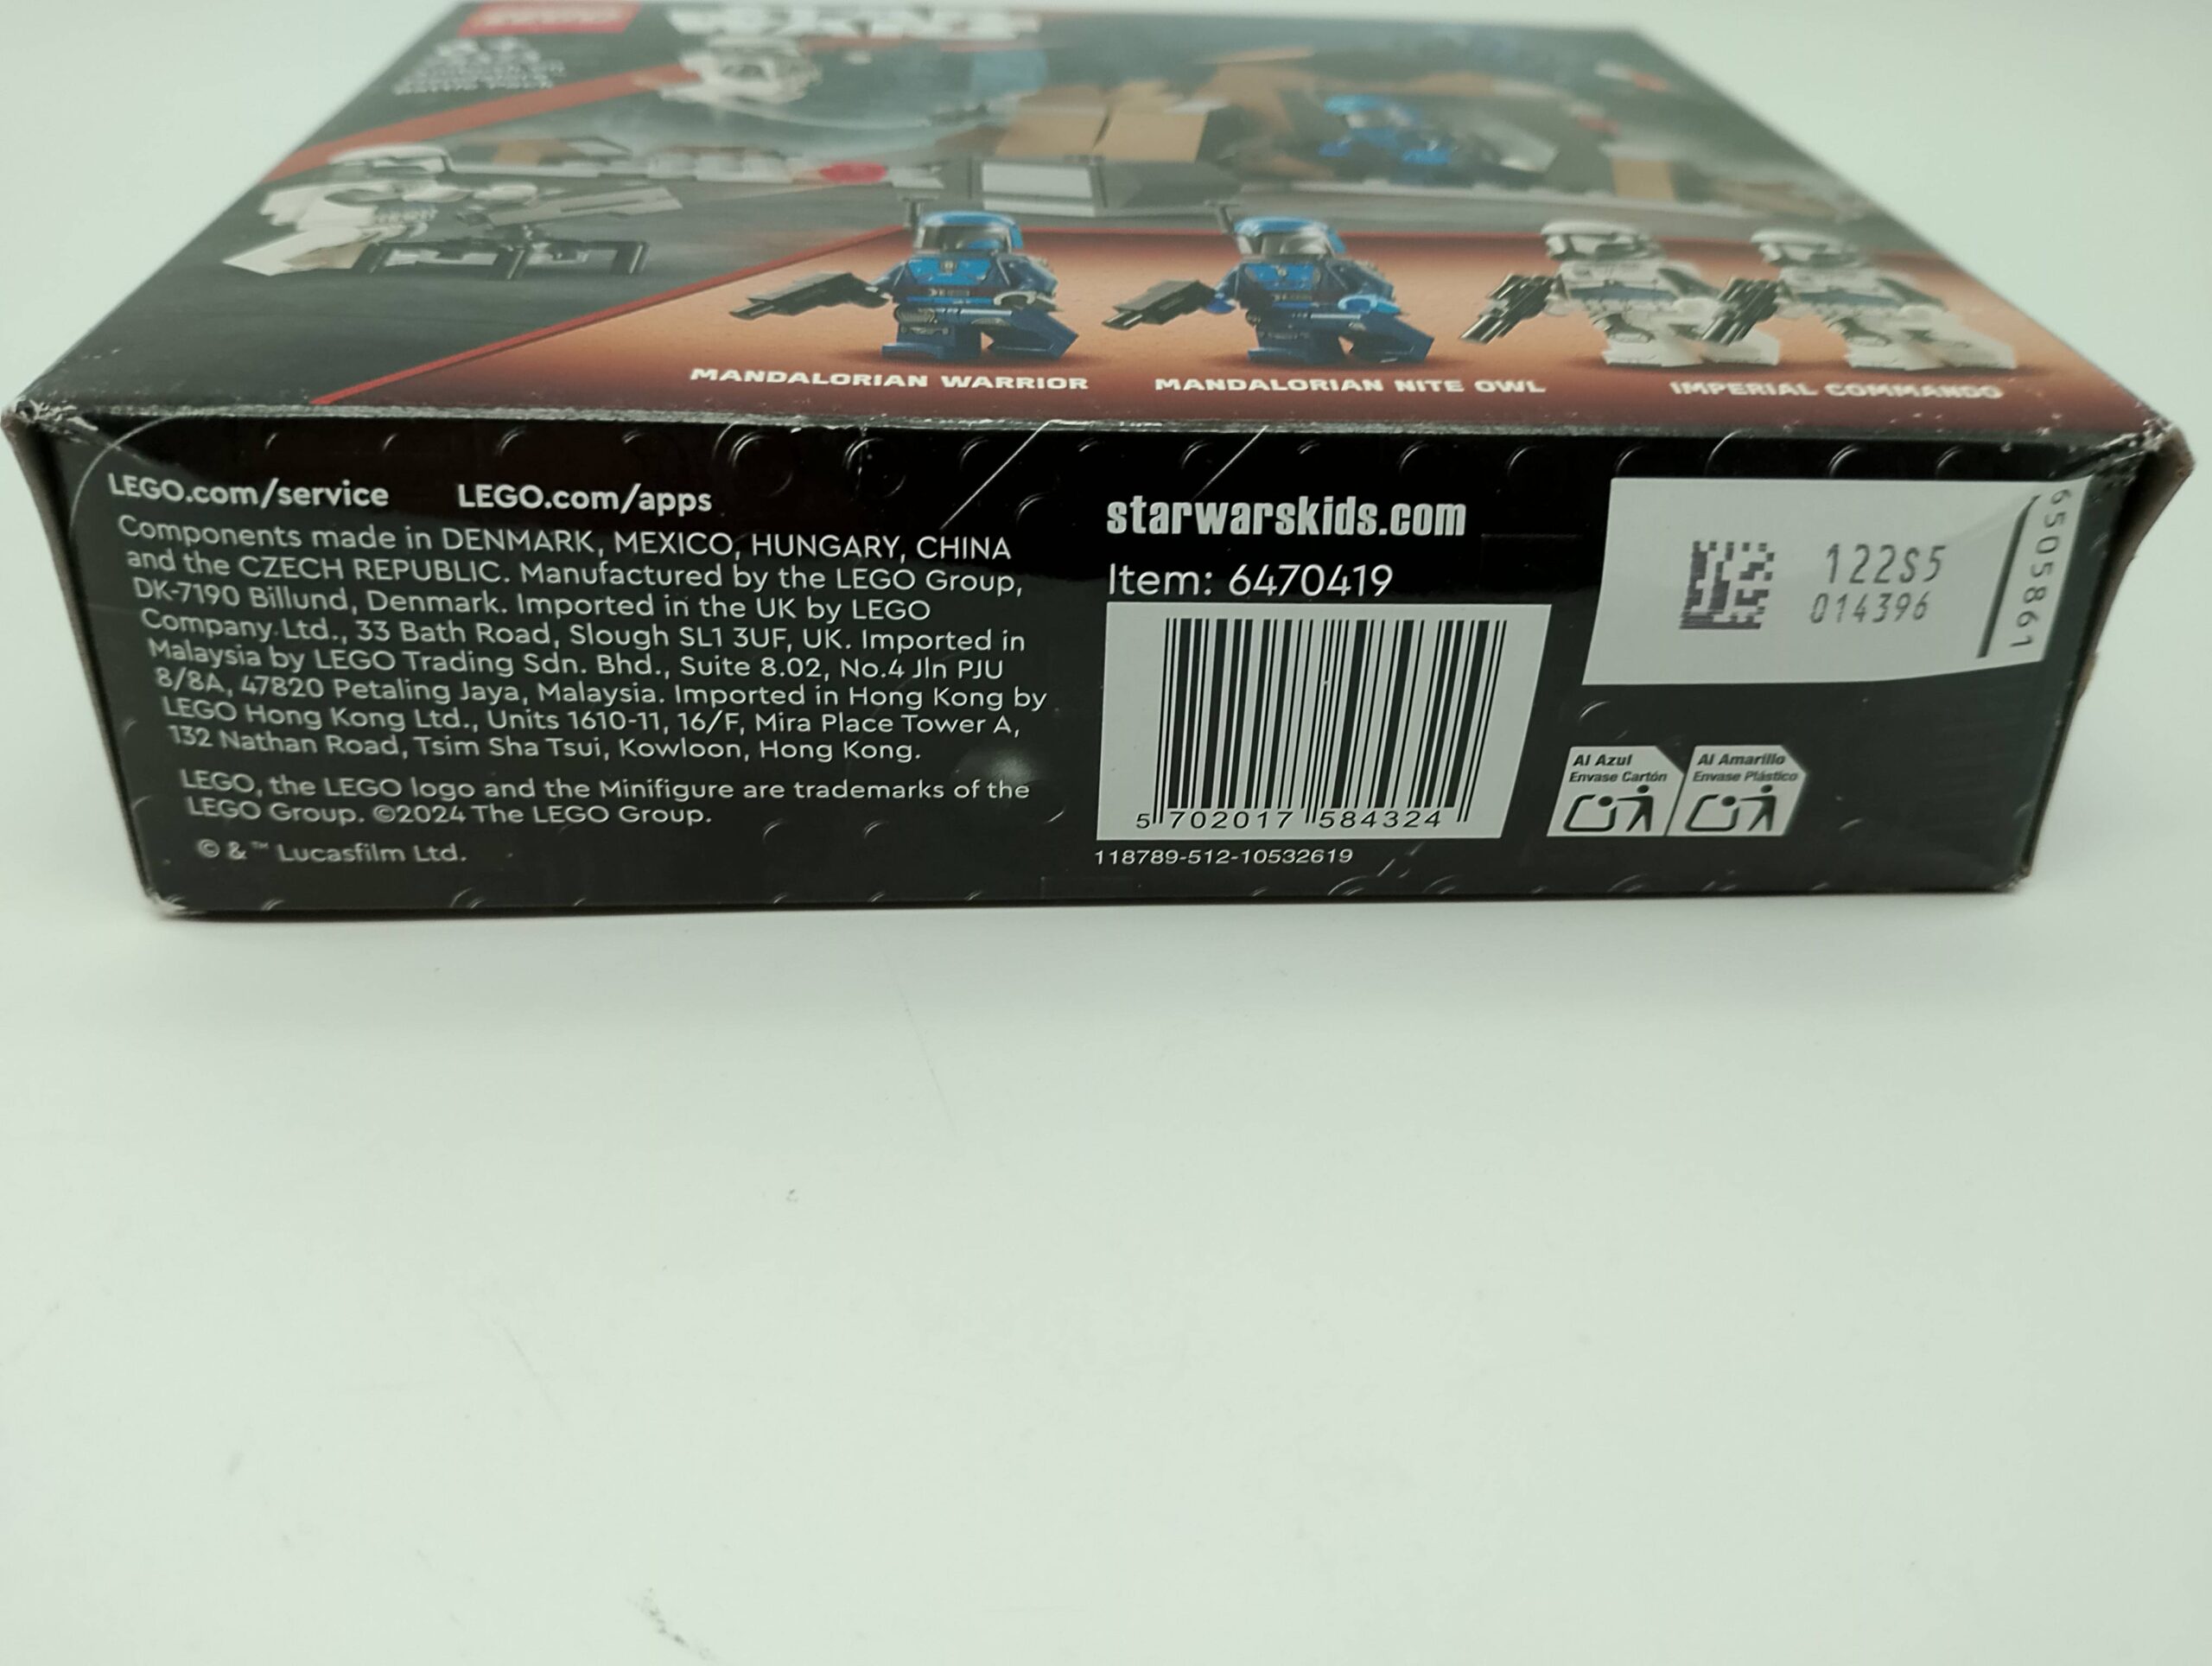 LEGO
Battle Pack
MANDALORIAN WARRIOR
MANDALORIAN NITE OWL
IMPERIAL COMMANDO
LEGO.com/service
LEGO.com/apps
Components made in DENMARK, MEXICO, HUNGARY, CHINA
and the CZECH REPUBLIC. Manufactured by the LEGO Group,
DK-7190 Billund, Denmark. Imported in the UK by LEGO
Company Ltd., 33 Bath Road, Slough SL1 3UF, UK. Imported in
Malaysia by LEGO Trading Sdn. Bhd., Suite 8.02, No.4 Jln PJU
8/8A, 47820 Petaling Jaya, Malaysia. Imported in Hong Kong by
LEGO Hong Kong Ltd., Units 1610-11, 16/F, Mira Place Tower A,
132 Nathan Road, Tsim Sha Tsui, Kowloon, Hong Kong.
LEGO, the LEGO logo and the Minifigure are trademarks of the
LEGO Group. ©2024 The LEGO Group.
© & ™ Lucasfilm Ltd.
starwarskids.com
Item: 6470419
5 702017 584324
118789-512-10532619
122S5
014396
6505861
Al Azul
Envase Cartón
Al Amarillo
Envase Plástico